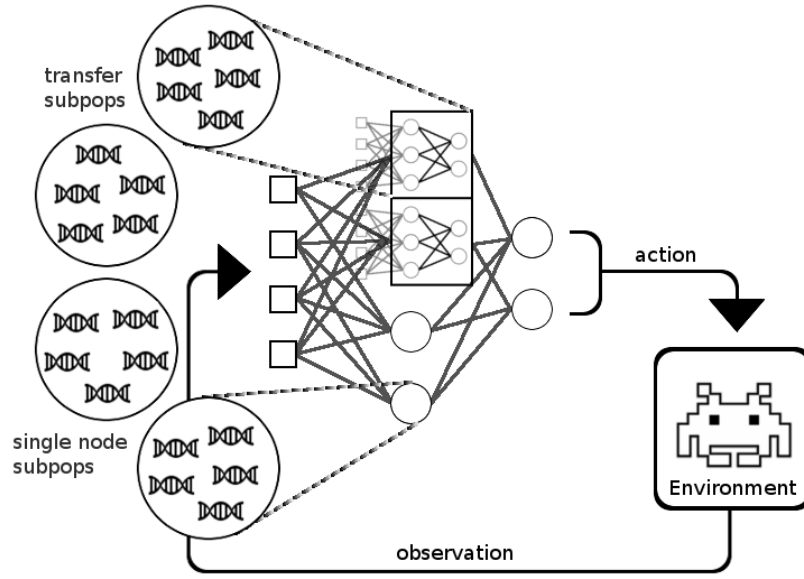 transfer
subpops
action
single node
subpops
Environment
observation